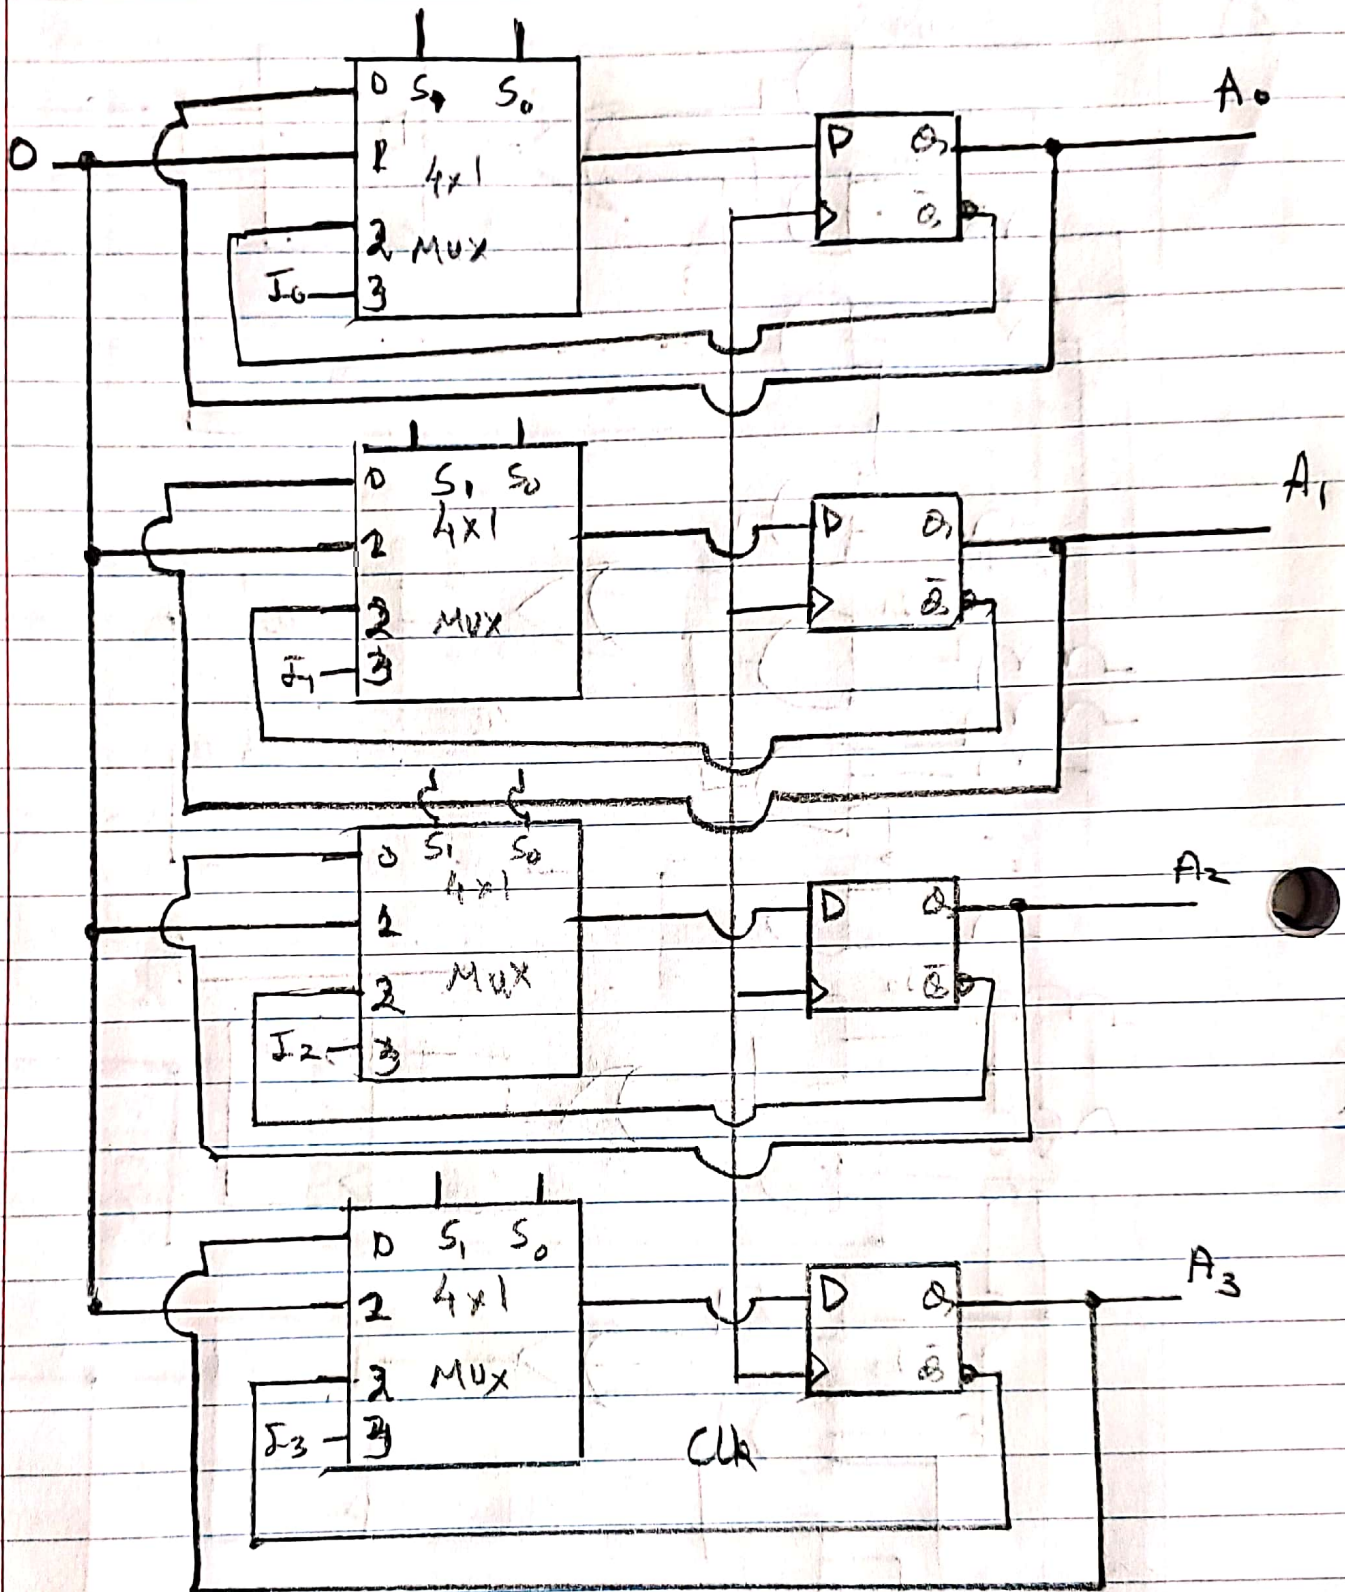 A0
0 S1 S0
D Q
0 1 4x1
Q̄
2 MUX
I0 3
A1
0 S1 S0
4x1 D Q
1
2 MUX Q̄
I1 3
A2
0 S1 S0
4x1 D Q
1
MUX Q̄
2
I2 3
A3
0 S1 S0
1 4x1 D Q
2 MUX Q̄
I3 3
Clk